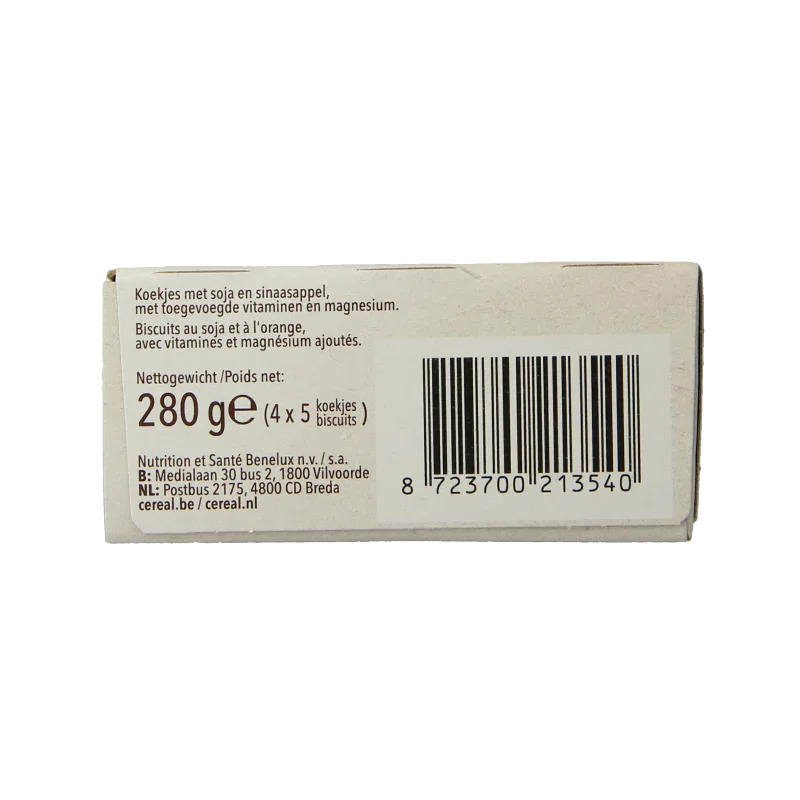 Koekjes met soja en sinaasappel,
met toegevoegde vitaminen en magnesium.
Biscuits au soja et à l'orange,
avec vitamines et magnésium ajoutés.
Nettogewicht /Poids net:
280 g℮ (4 x 5 koekjes biscuits )
Nutrition et Santé Benelux n.v. / s.a.
B: Medialaan 30 bus 2, 1800 Vilvoorde
NL: Postbus 2175, 4800 CD Breda
cereal.be / cereal.nl
8 723700 213540